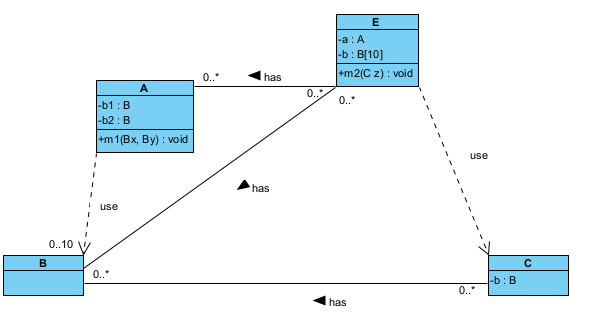 E
-a : A
-b : B[10]
+m2(C z) : void
0..*
has
0..*
0..*
A
-b1 : B
-b2 : B
+m1(Bx, By) : void
use
use
has
0..10
B
0..*
C
-b : B
0..*
has